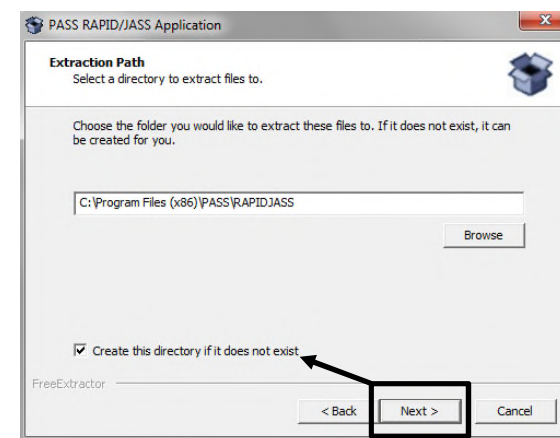 PASS RAPID/JASS Application
Extraction Path
Select a directory to extract files to.
Choose the folder you would like to extract these files to. If it does not exist, it can
be created for you.
C:\Program Files (x86)\PASS\RAPIDJASS
Browse
Create this directory if it does not exist
FreeExtractor
< Back Next > Cancel